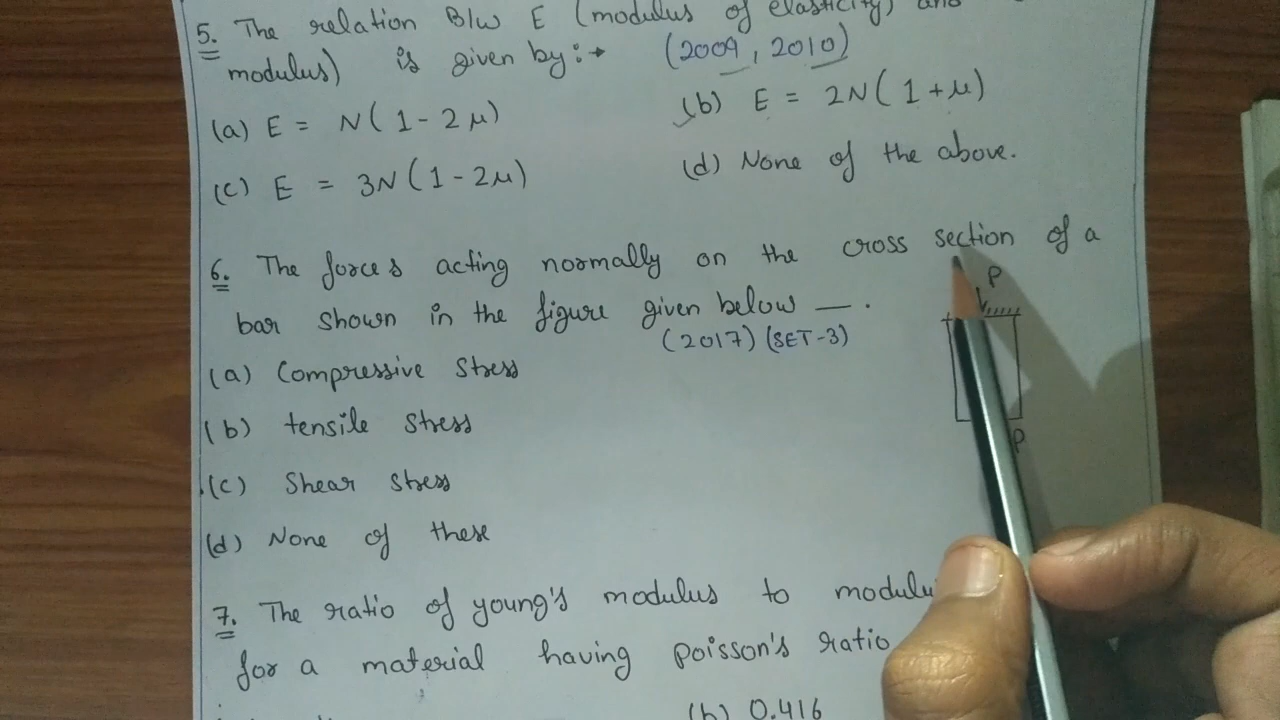 5. The relation B/w E (modulus of elasticity) and
modulus) is given by:→ (2009, 2010)
(a) E = N(1-2μ) (b) E = 2N(1+μ)
(c) E = 3N(1-2μ) (d) None of the above.
6. The forces acting normally on the cross section of a
bar shown in the figure given below — .
(2017) (SET-3)
P
(a) Compressive Stress
(b) tensile stress
P
(c) Shear stress
(d) None of these
7. The ratio of young's modulus to
for a material having poisson's ratio
(b) 0.416